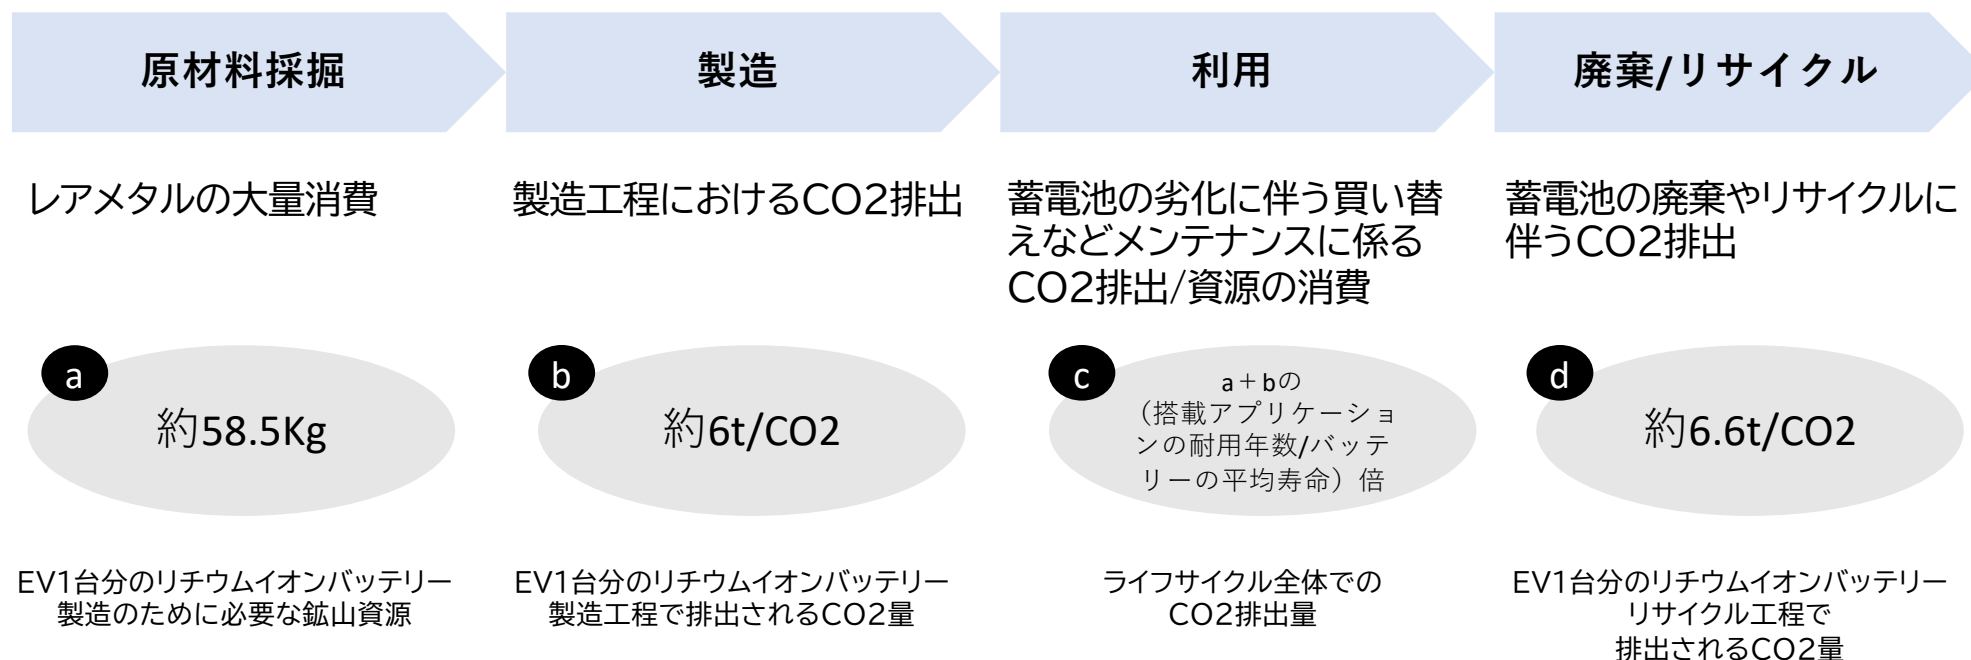 原材料採掘
製造
利用
廃棄/リサイクル
レアメタルの大量消費
製造工程におけるCO2排出
蓄電池の劣化に伴う買い替
えなどメンテナンスに係る
CO2排出/資源の消費
蓄電池の廃棄やリサイクルに
伴うCO2排出
a
約58.5Kg
b
約6t/CO2
c
a+bの
(搭載アプリケーショ
ンの耐用年数/バッテ
リーの平均寿命)倍
d
約6.6t/CO2
EV1台分のリチウムイオンバッテリー
製造のために必要な鉱山資源
EV1台分のリチウムイオンバッテリー
製造工程で排出されるCO2量
ライフサイクル全体での
CO2排出量
EV1台分のリチウムイオンバッテリー
リサイクル工程で
排出されるCO2量